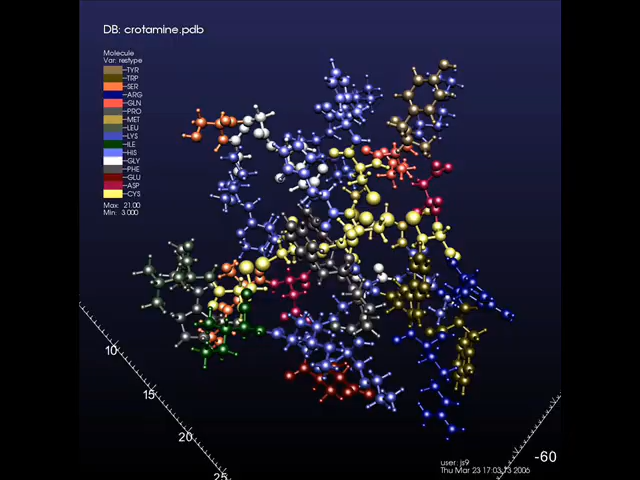 DB: crotamine.pdb
Molecule
Var: restype
TYR
TRP
SER
ARG
GLN
PRO
MET
LEU
LYS
ILE
HIS
GLY
PHE
GLU
ASP
CYS
Max: 21.00
Min: 3.000
10
15
20
25
-60
user: js9
Thu Mar 23 17:03:13 2006